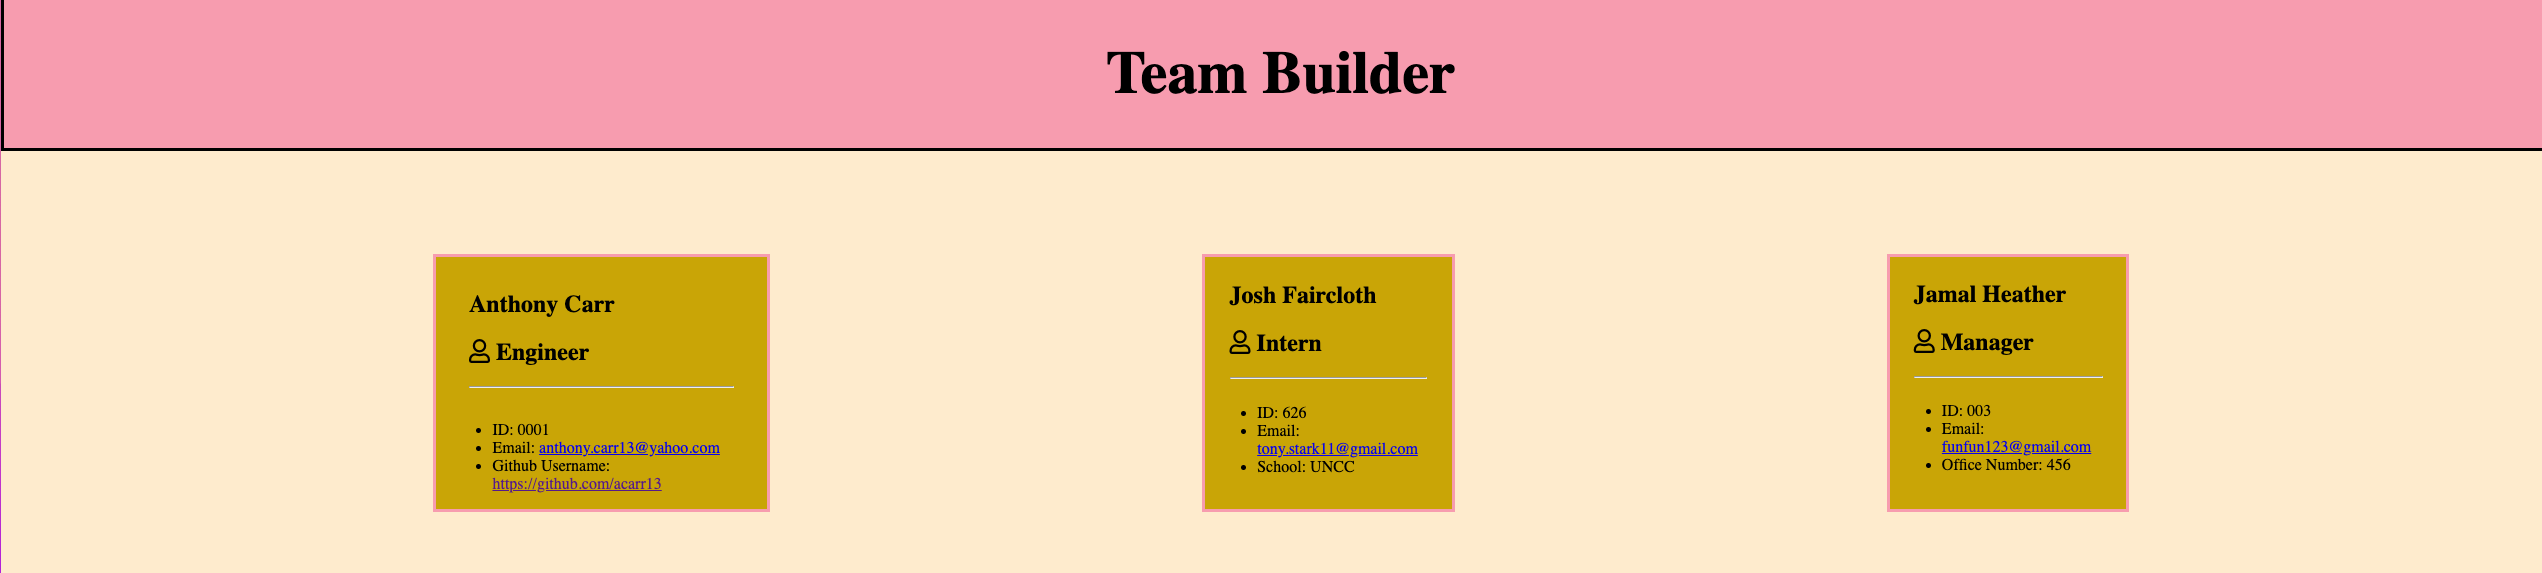 Team Builder
Anthony Carr
Engineer
ID: 0001
Email: anthony.carr13@yahoo.com
Github Username:
https://github.com/acarr13
Josh Faircloth
Intern
ID: 626
Email:
tony.stark11@gmail.com
School: UNCC
Jamal Heather
Manager
ID: 003
Email:
funfun123@gmail.com
Office Number: 456